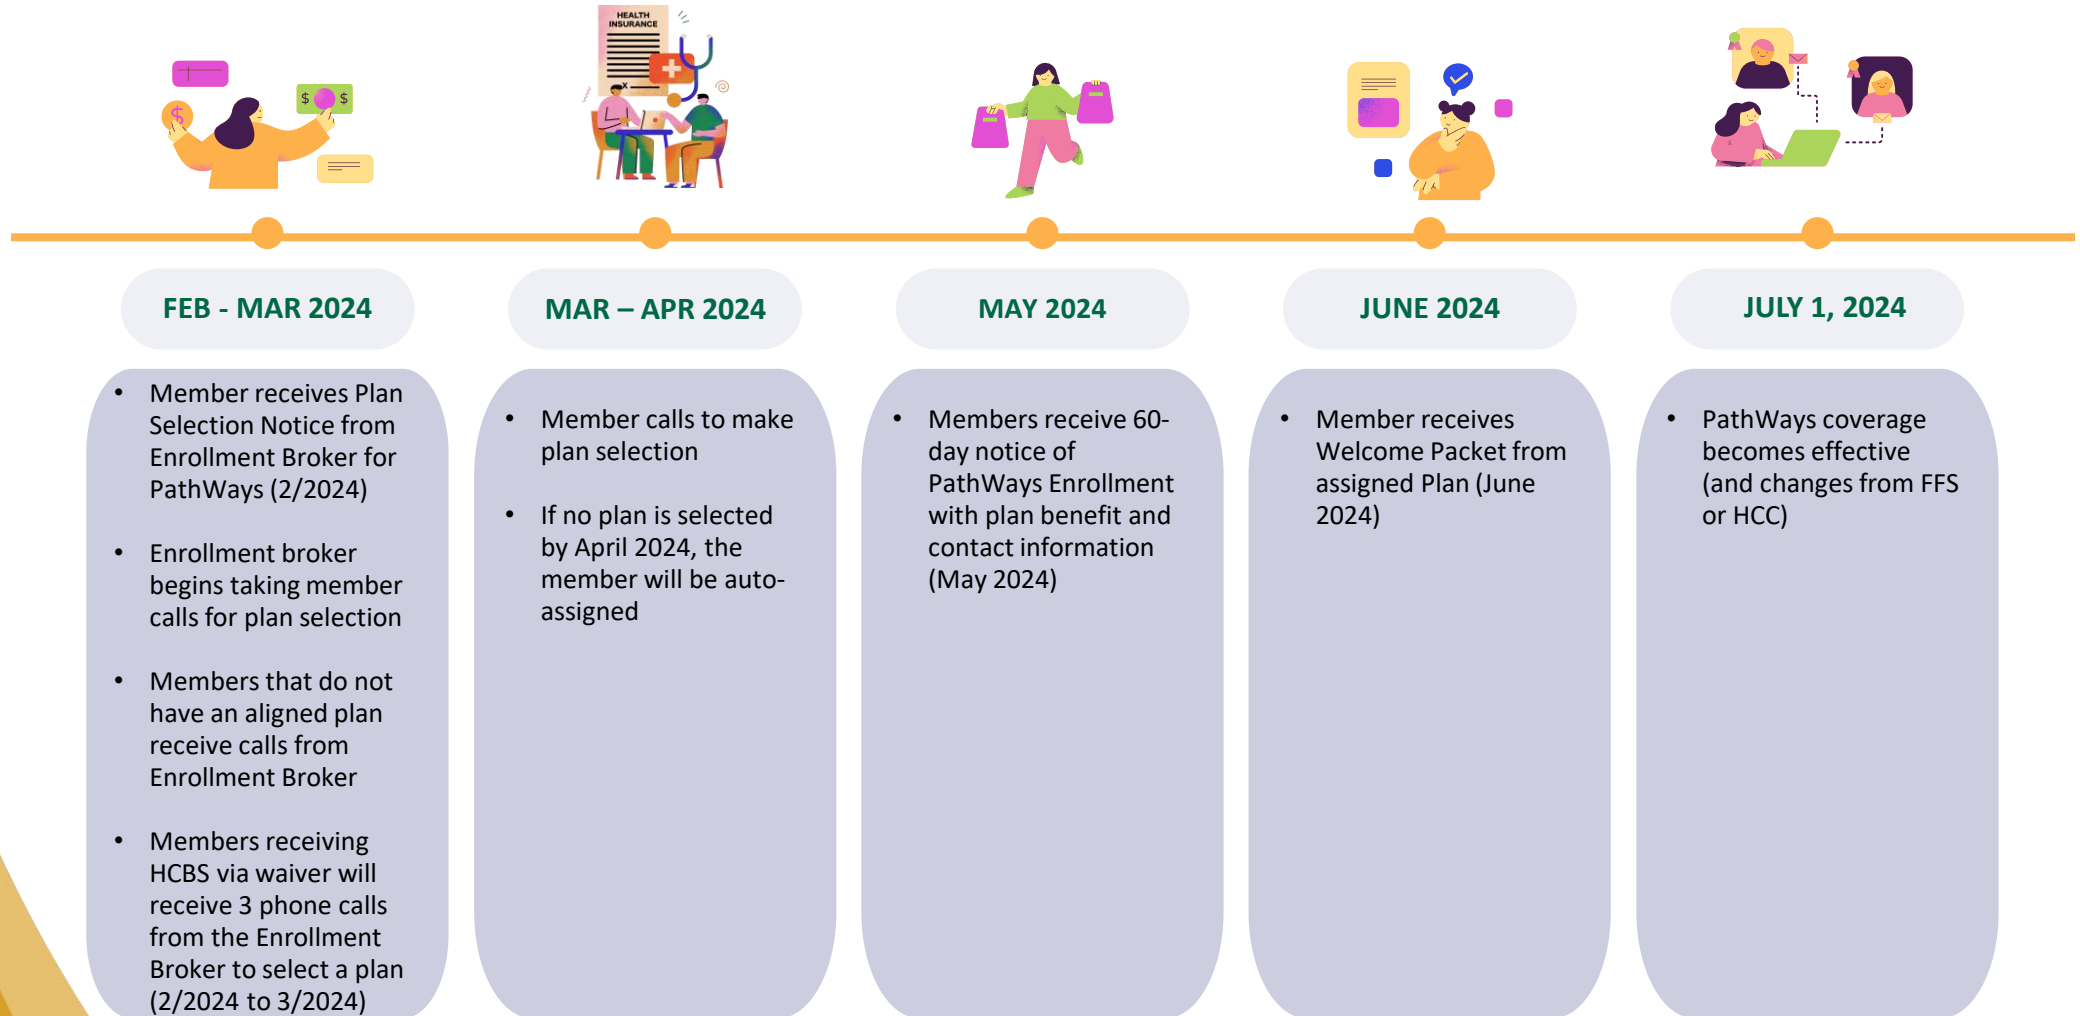 HEALTH
INSURANCE
x
$
$ $
FEB - MAR 2024
• Member receives Plan
Selection Notice from
Enrollment Broker for
PathWays (2/2024)
• Enrollment broker
begins taking member
calls for plan selection
• Members that do not
have an aligned plan
receive calls from
Enrollment Broker
• Members receiving
HCBS via waiver will
receive 3 phone calls
from the Enrollment
Broker to select a plan
(2/2024 to 3/2024)
MAR – APR 2024
• Member calls to make
plan selection
• If no plan is selected
by April 2024, the
member will be auto-
assigned
MAY 2024
• Members receive 60-
day notice of
PathWays Enrollment
with plan benefit and
contact information
(May 2024)
JUNE 2024
• Member receives
Welcome Packet from
assigned Plan (June
2024)
JULY 1, 2024
• PathWays coverage
becomes effective
(and changes from FFS
or HCC)